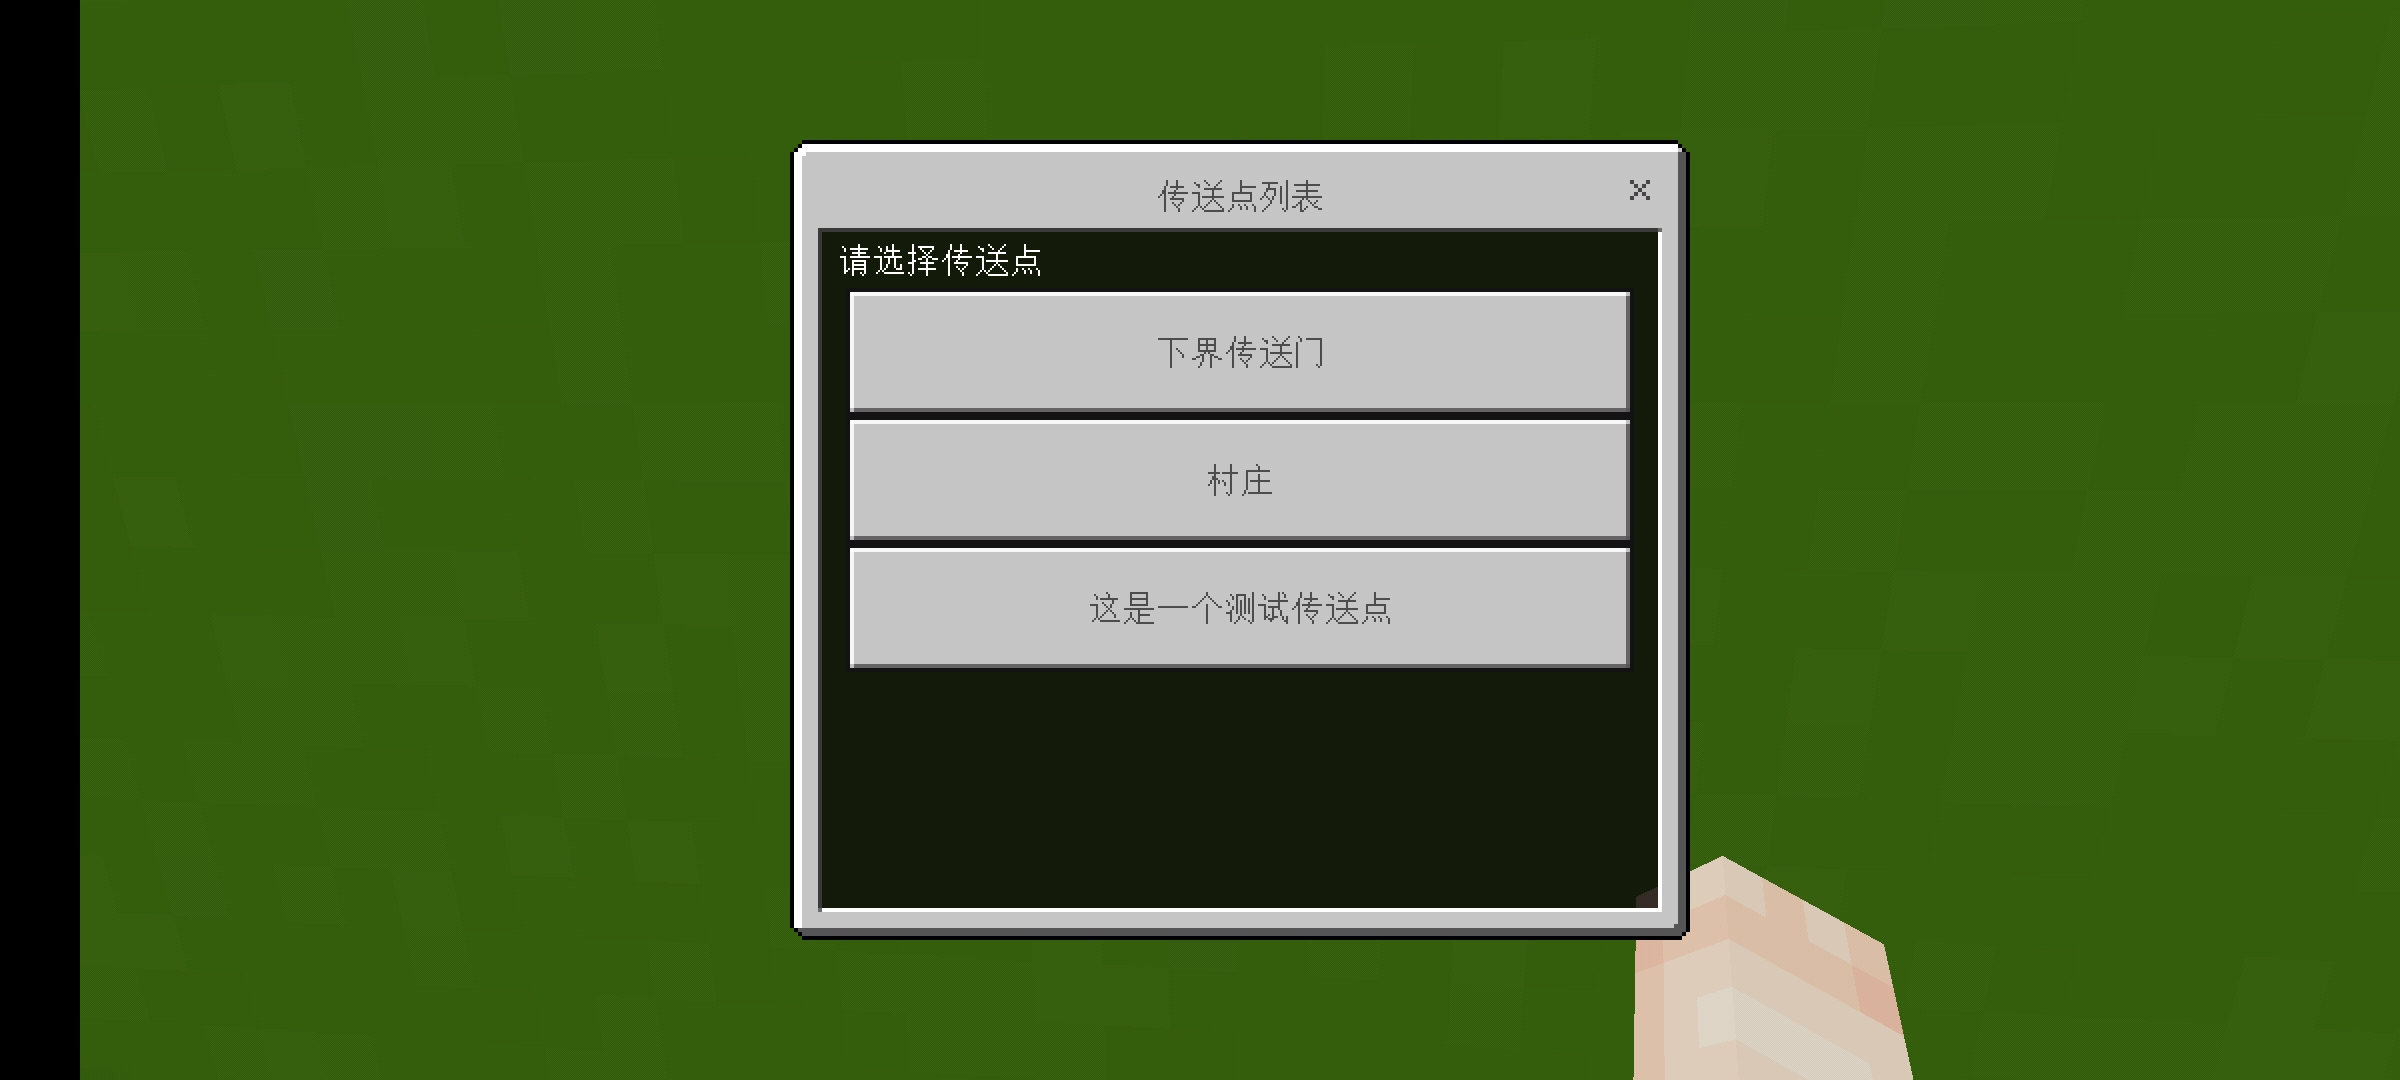 传送点列表
请选择传送点
下界传送门
村庄
这是一个测试传送点